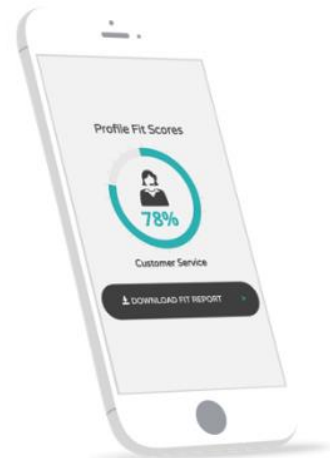 Profile Fit Scores
78%
Customer Service
DOWNLOAD FIT REPORT